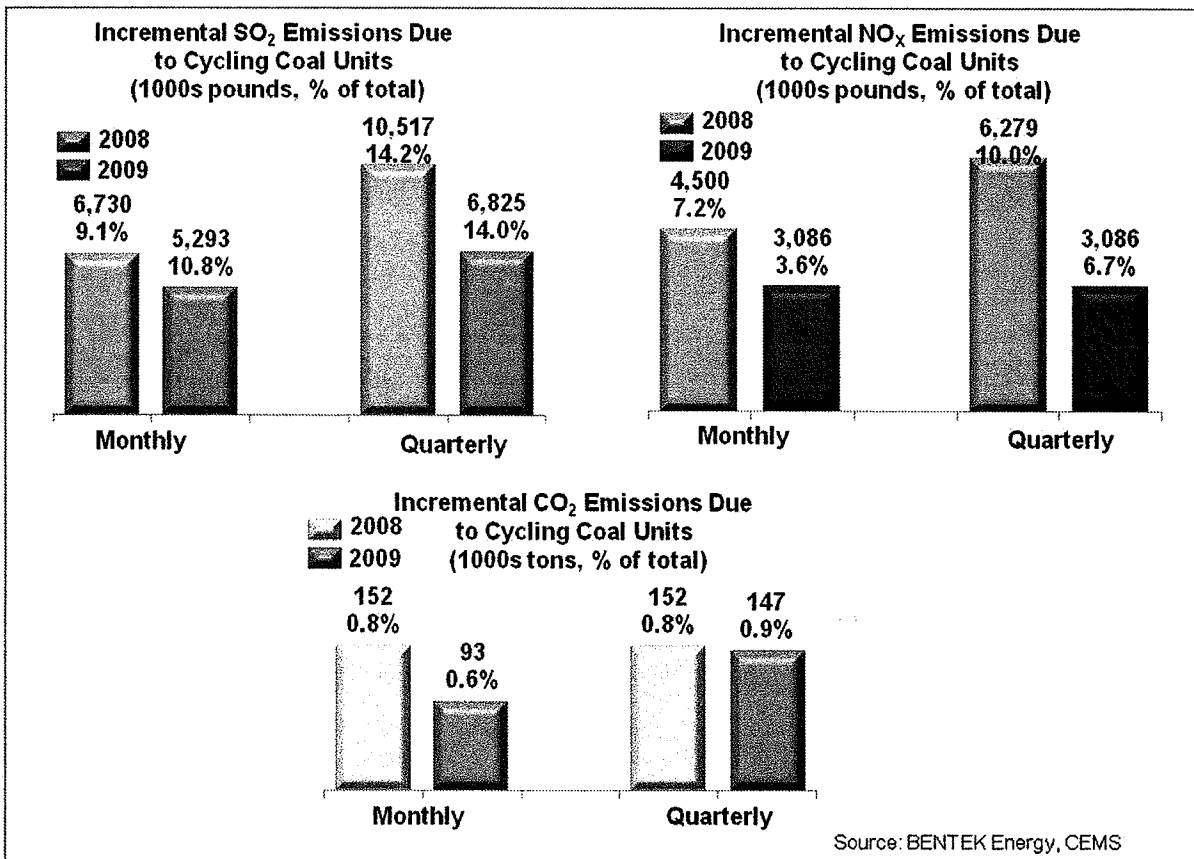 Incremental SO₂ Emissions Due
to Cycling Coal Units
(1000s pounds, % of total)
2008
2009
6,730
9.1%
5,293
10.8%
10,517
14.2%
6,825
14.0%
Monthly
Quarterly
Incremental NOₓ Emissions Due
to Cycling Coal Units
(1000s pounds, % of total)
2008
2009
4,500
7.2%
3,086
3.6%
6,279
10.0%
3,086
6.7%
Monthly
Quarterly
Incremental CO₂ Emissions Due
to Cycling Coal Units
(1000s tons, % of total)
2008
2009
152
0.8%
93
0.6%
152
0.8%
147
0.9%
Monthly
Quarterly
Source: BENTEK Energy, CEMS